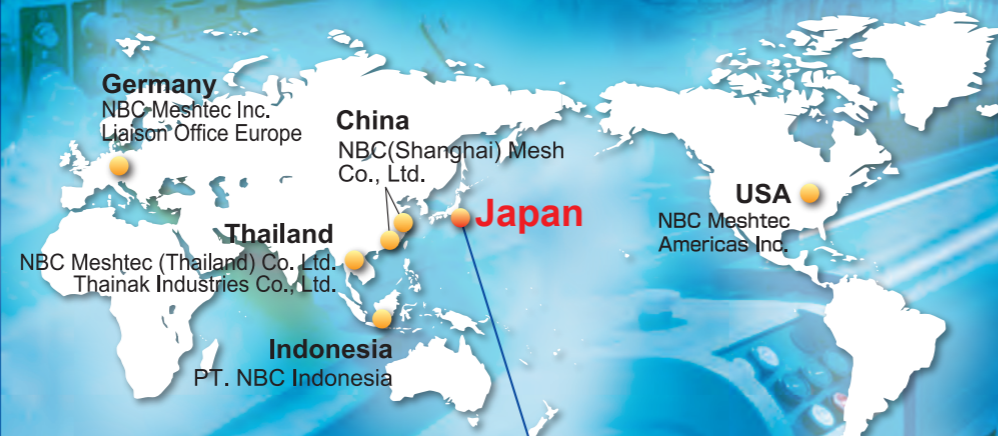 Germany
NBC Meshtec Inc.
Liaison Office Europe
China
NBC(Shanghai) Mesh
Co., Ltd.
Japan
USA
NBC Meshtec
Americas Inc.
Thailand
NBC Meshtec (Thailand) Co. Ltd.
Thainak Industries Co., Ltd.
Indonesia
PT. NBC Indonesia